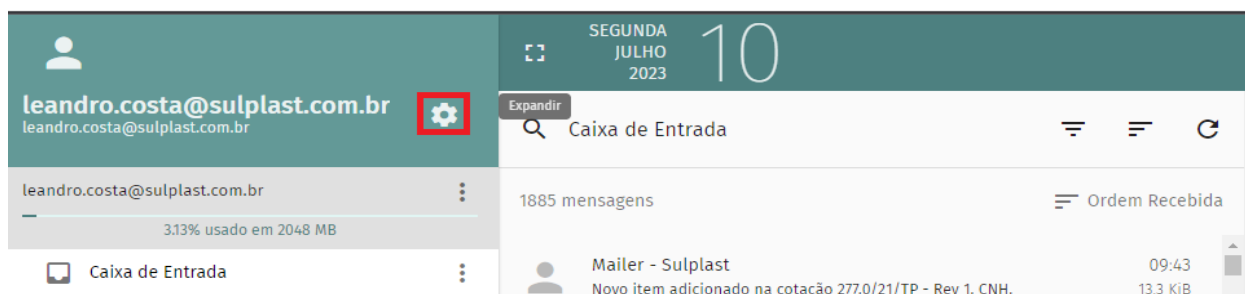 SEGUNDA
JULHO
2023
10
leandro.costa@sulplast.com.br
leandro.costa@sulplast.com.br
Expandir
Caixa de Entrada
leandro.costa@sulplast.com.br
3.13% usado em 2048 MB
1885 mensagens
Ordem Recebida
Caixa de Entrada
Mailer - Sulplast
09:43
Novo item adicionado na cotação 277.0/21/TP - Rev 1. CNH.
13.3 KiB